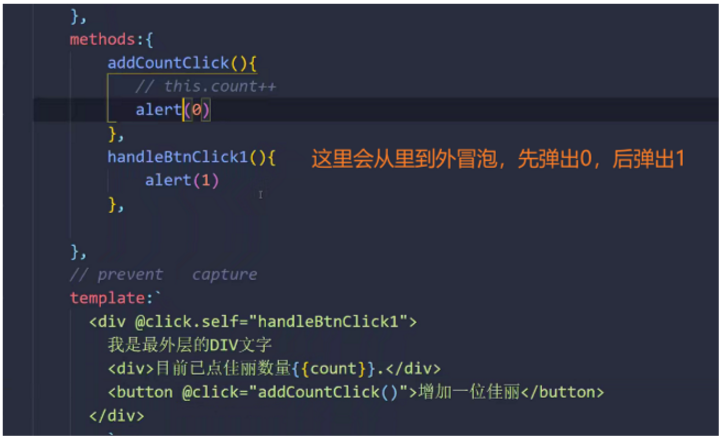 },
methods:{
addCountClick(){
// this.count++
alert(0)
},
handleBtnClick1(){ 这里会从里到外冒泡，先弹出0，后弹出1
alert(1)
},
},
// prevent capture
template:`
<div @click.self="handleBtnClick1">
我是最外层的DIV文字
<div>目前已点佳丽数量{{count}}.</div>
<button @click="addCountClick()">增加一位佳丽</button>
</div>